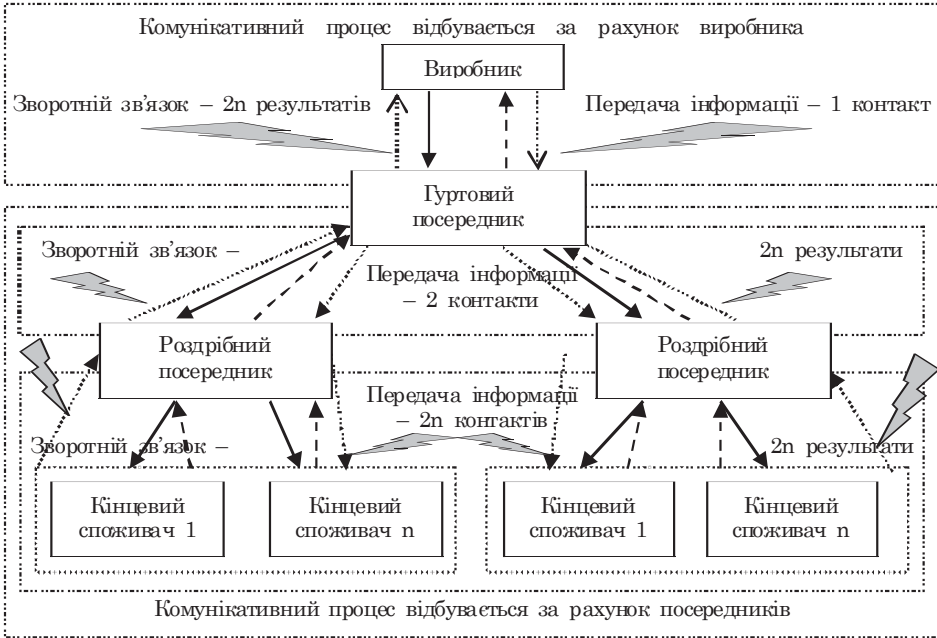 Комунікативний процес відбувається за рахунок виробника
Виробник
Зворотній зв'язок – 2n результатів
Передача інформації – 1 контакт
Гуртовий
посередник
Зворотній зв'язок –
2n результати
Передача інформації
– 2 контакти
Роздрібний
посередник
Роздрібний
посередник
Передача інформації
– 2n контактів
Зворотній зв'язок –
2n результати
Кінцевий
споживач 1
Кінцевий
споживач n
Кінцевий
споживач 1
Кінцевий
споживач n
Комунікативний процес відбувається за рахунок посередників